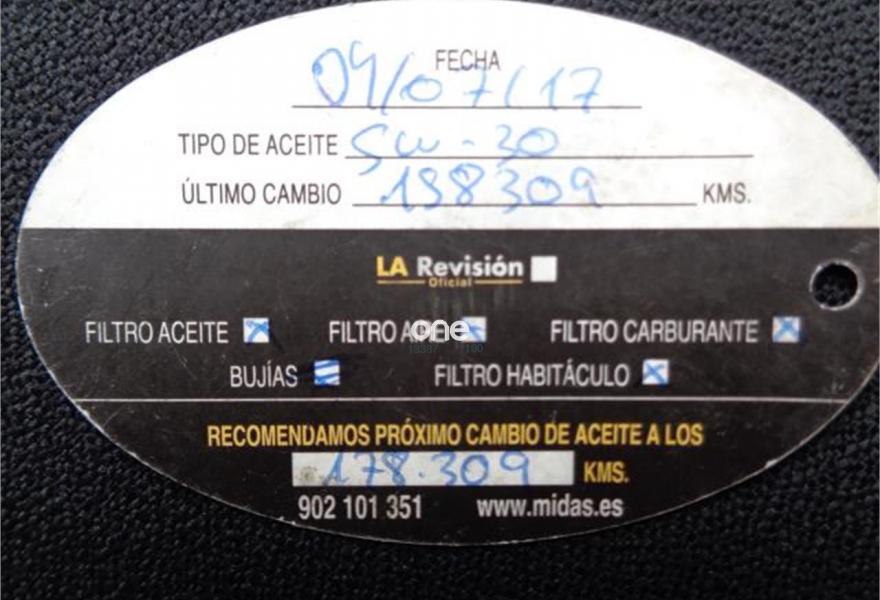 FECHA
04/07/17
TIPO DE ACEITE 5w-30
ÚLTIMO CAMBIO 158309 KMS.
LA Revisión
Oficial
FILTRO ACEITE FILTRO FILTRO CARBURANTE
one
BUJÍAS FILTRO HABITÁCULO
RECOMENDAMOS PRÓXIMO CAMBIO DE ACEITE A LOS
178.309 KMS.
902 101 351 www.midas.es